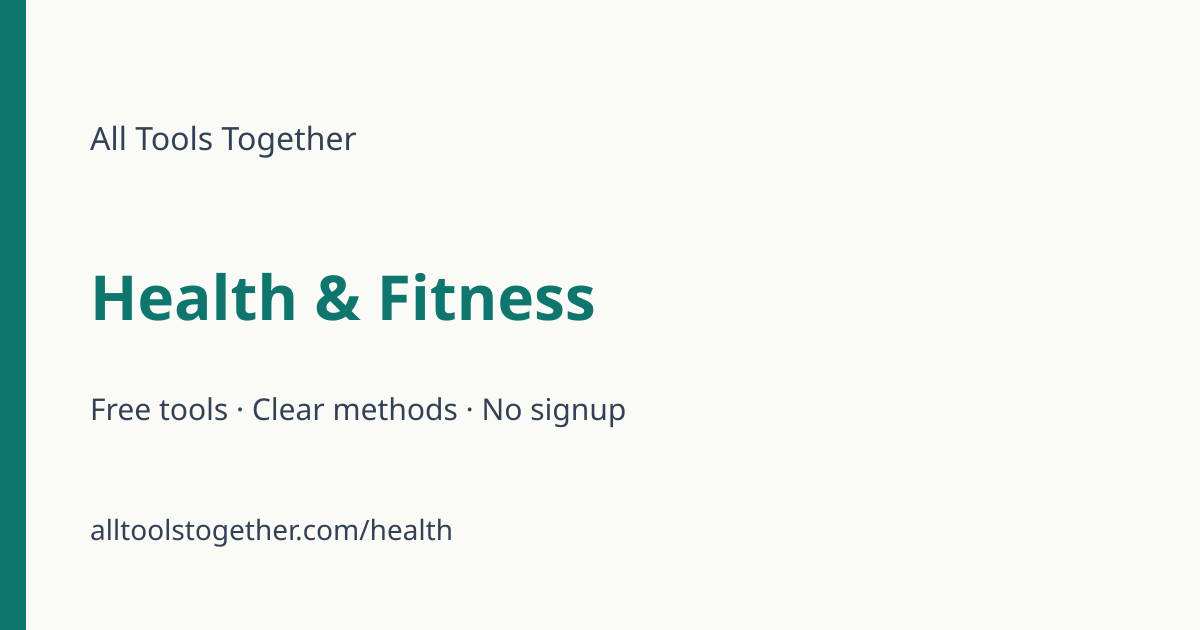 All Tools Together
Health & Fitness
Free tools · Clear methods · No signup
alltoolstogether.com/health